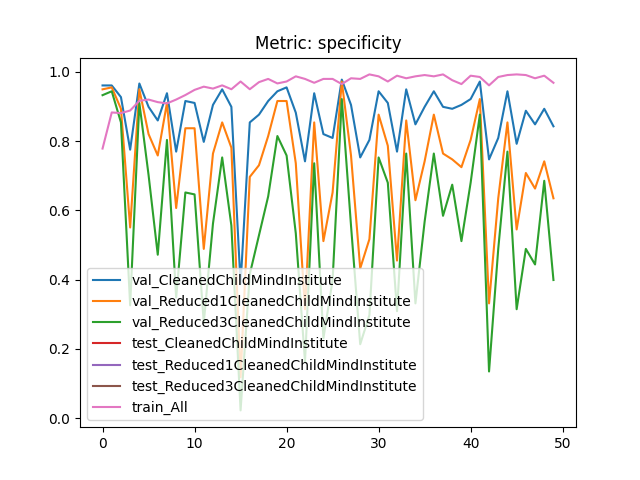 Metric: specificity
1.0
0.8
0.6
0.4
0.2
0.0
val_CleanedChildMindInstitute
val_Reduced1CleanedChildMindInstitute
val_Reduced3CleanedChildMindInstitute
test_CleanedChildMindInstitute
test_Reduced1CleanedChildMindInstitute
test_Reduced3CleanedChildMindInstitute
train_All
0 10 20 30 40 50